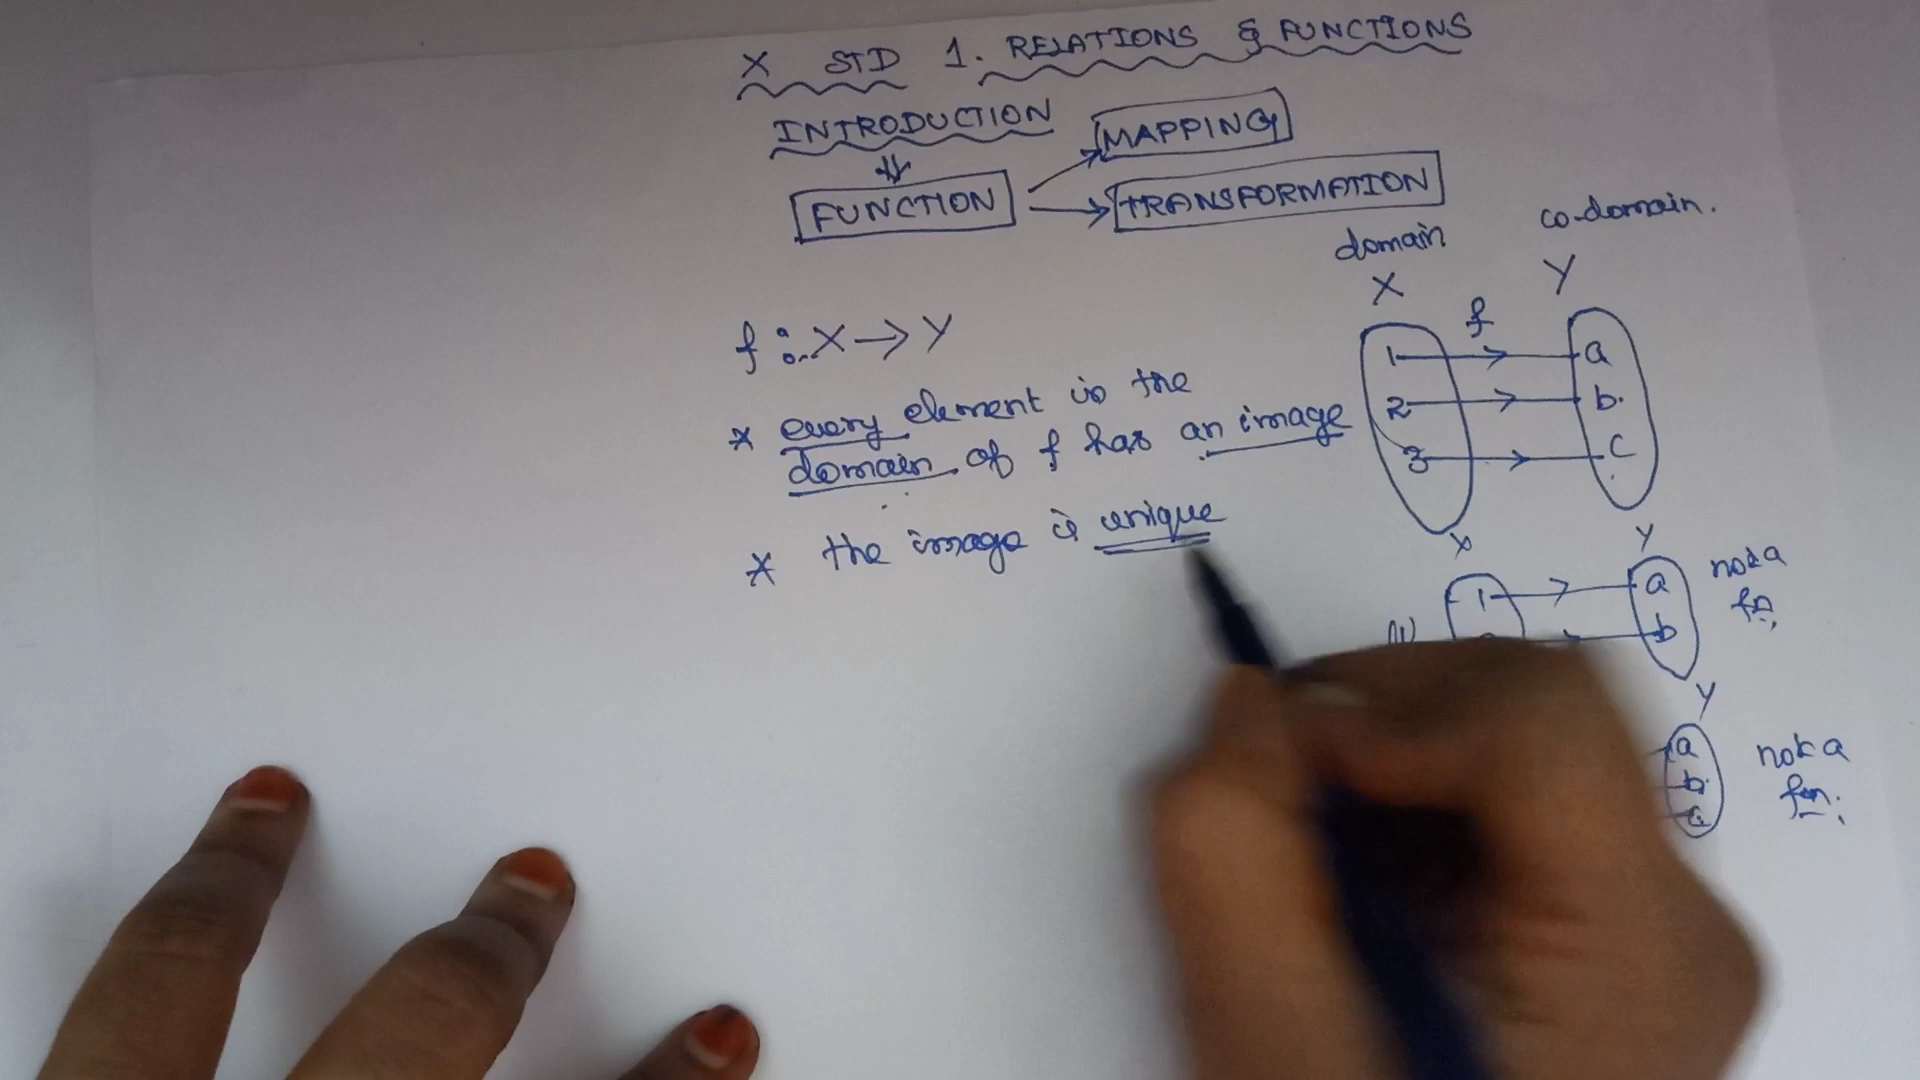 X STD 1. RELATIONS & FUNCTIONS
INTRODUCTION
MAPPING
FUNCTION
TRANSFORMATION
domain
co-domain.
X
Y
f
f : X → Y
1 a
2 b.
3 c
* every element in the
domain of f has an image
* the image is unique
X
Y
not a
fn,
1 a
b
Y
a
b.
c
not a
fn.